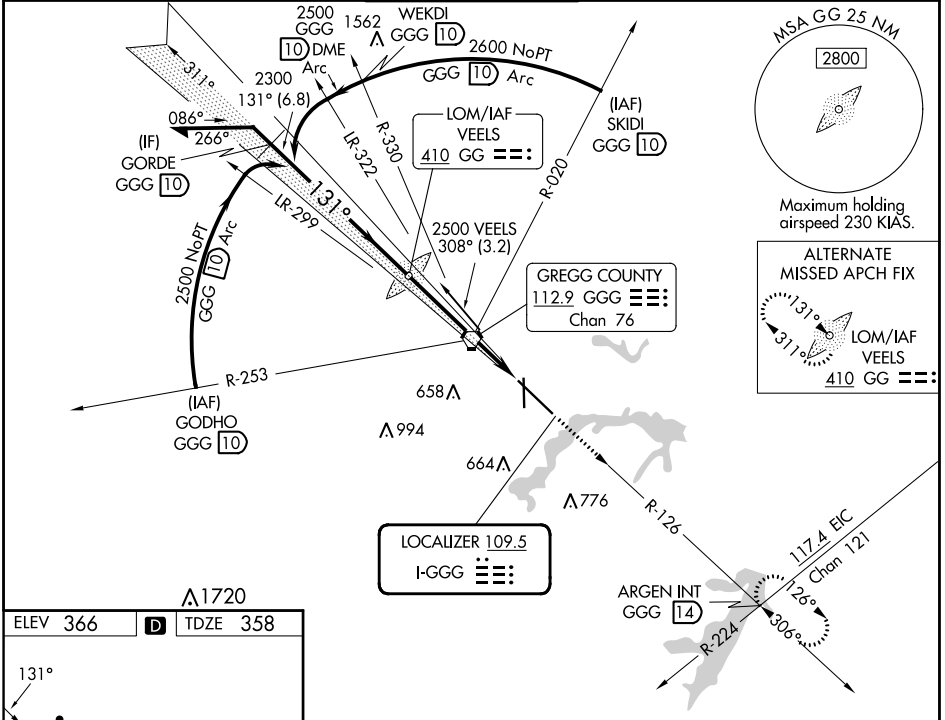 2500
GGG
10 DME
Arc
1562
WEKDI
GGG 10
2600 NoPT
GGG 10 Arc
(IAF)
SKIDI
GGG 10
MSA GG 25 NM
2800
Maximum holding
airspeed 230 KIAS.
311°
2300
131° (6.8)
086°
266°
(IF)
GORDE
GGG 10
LR-299
LR-322
R-330
R-020
LOM/IAF
VEELS
410 GG
131°
2500 VEELS
308° (3.2)
2500 NoPT
GGG 10 Arc
GREGG COUNTY
112.9 GGG
Chan 76
ALTERNATE
MISSED APCH FIX
131°
311°
LOM/IAF
VEELS
410 GG
R-253
(IAF)
GODHO
GGG 10
658
994
664
776
LOCALIZER 109.5
I-GGG
R-126
117.4 EIC
Chan 121
ARGEN INT
GGG 14
126°
306°
R-224
1720
ELEV 366 D TDZE 358
131°